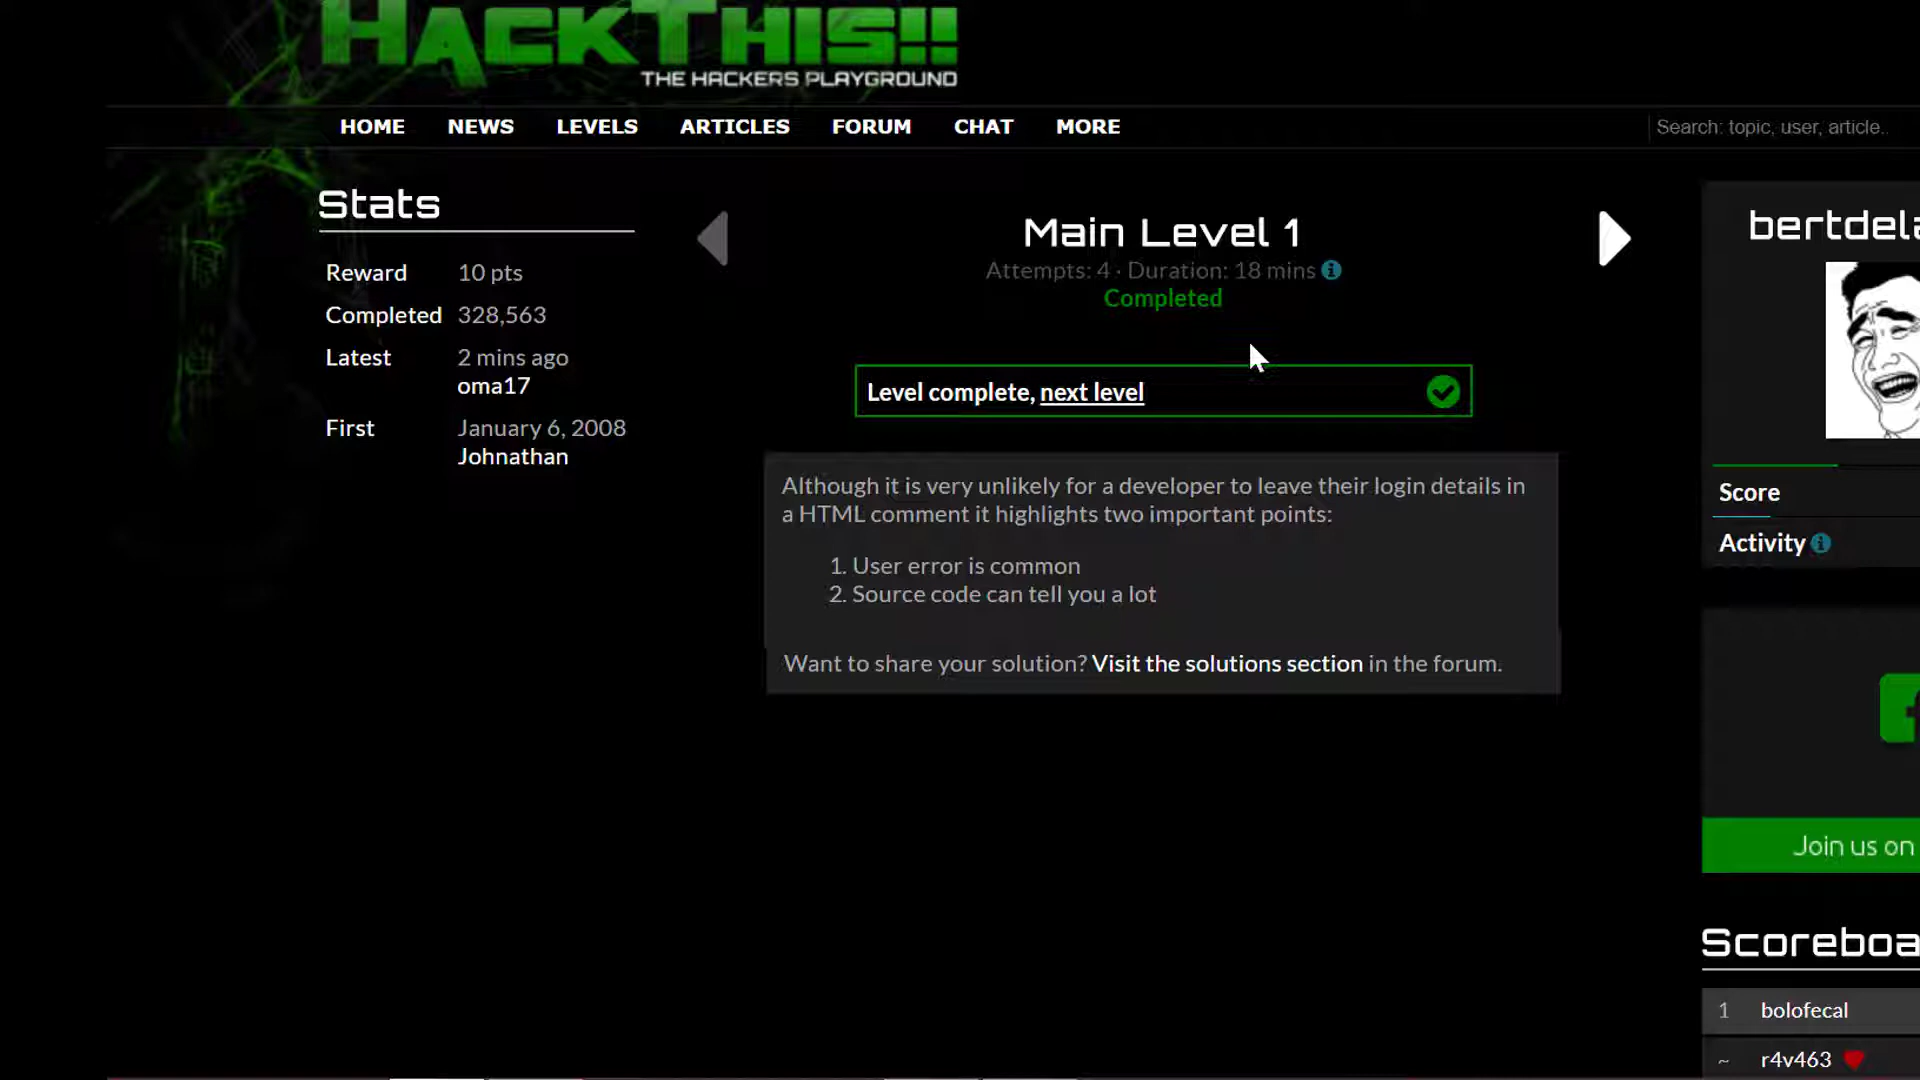 HACKTHIS!!
THE HACKERS PLAYGROUND
HOME NEWS LEVELS ARTICLES FORUM CHAT MORE
Search: topic, user, article..
Stats
Reward 10 pts
Completed 328,563
Latest 2 mins ago
oma17
First January 6, 2008
Johnathan
Main Level 1
Attempts: 4 · Duration: 18 mins
Completed
Level complete, next level
Although it is very unlikely for a developer to leave their login details in
a HTML comment it highlights two important points:
1. User error is common
2. Source code can tell you a lot
Want to share your solution? Visit the solutions section in the forum.
bertdela
Score
Activity
Join us on
Scoreboa
1 bolofecal
~ r4v463